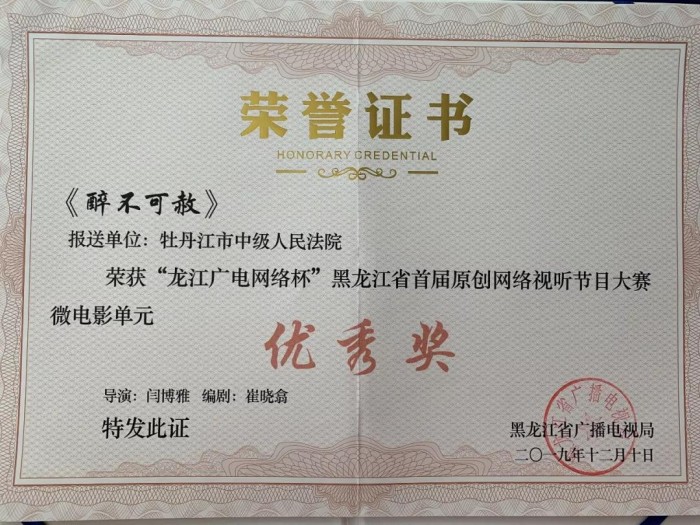 荣誉证书
HONORARY CREDENTIAL
《醉不可赦》
报送单位：牡丹江市中级人民法院
荣获“龙江广电网络杯”黑龙江省首届原创网络视听节目大赛
微电影单元
优秀奖
导演：闫博雅 编剧：崔晓翕
特发此证
黑龙江省广播电视局
二〇一九年十二月十日